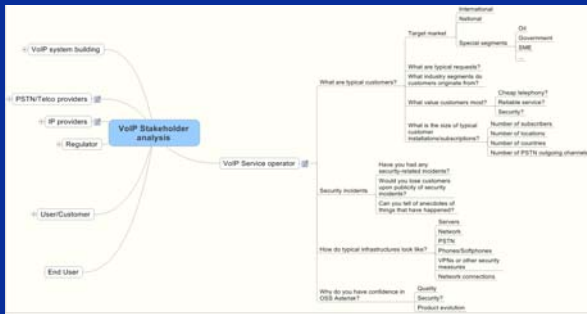 VoIP system building
PSTN/Telco providers
IP providers
Regulator
User/Customer
End User
VoIP Stakeholder
analysis
VoIP Service operator
What are typical customers?
Target market
International
National
Special segments
Oil
Government
SME
...
What are typical requests?
What industry segments do
customers originate from?
What value customers most?
Cheap telephony?
Reliable service?
Security?
What is the size of typical
customer
installations/subscriptions?
Number of subscribers
Number of locations
Number of countries
Number of PSTN outgoing channels
Security incidents
Have you had any
security-related incidents?
Would you lose customers
upon publicity of security
incidents?
Can you tell of anecdotes of
things that have happened?
How do typical infrastructures look like?
Servers
Network
PSTN
Phones/Softphones
VPNs or other security
measures
Network connections
Why do you have confidence in
OSS Asterisk?
Quality
Security?
Product evolution